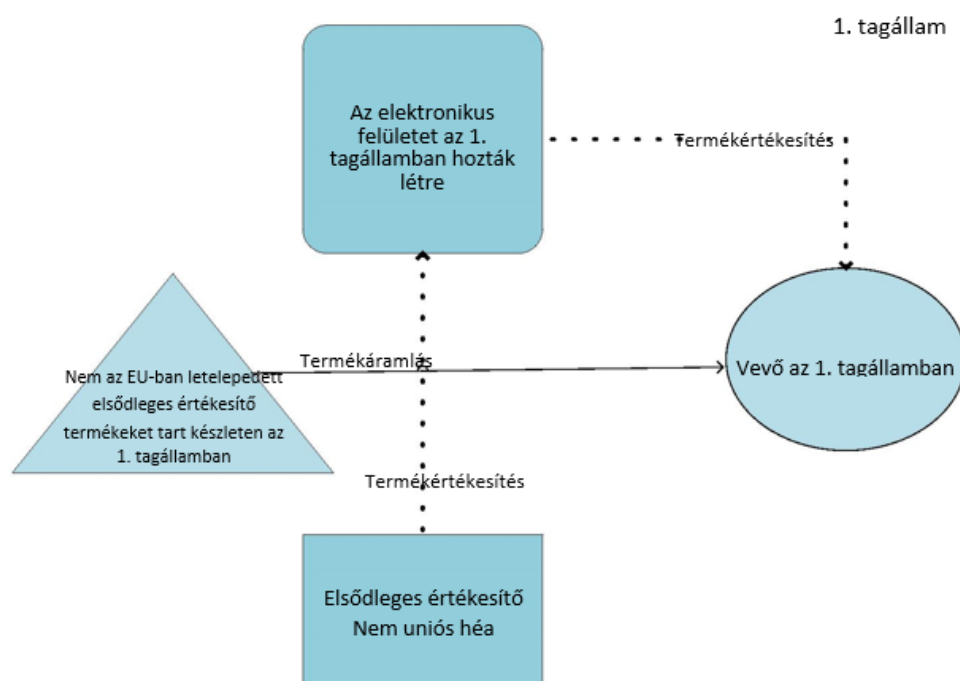 1. tagállam
Az elektronikus
felületet az 1.
tagállamban hozták
létre
Termékértékesítés
Termékáramlás
Nem az EU-ban letelepedett
elsődleges értékesítő
termékeket tart készleten az
1. tagállamban
Vevő az 1. tagállamban
Termékértékesítés
Elsődleges értékesítő
Nem uniós héa